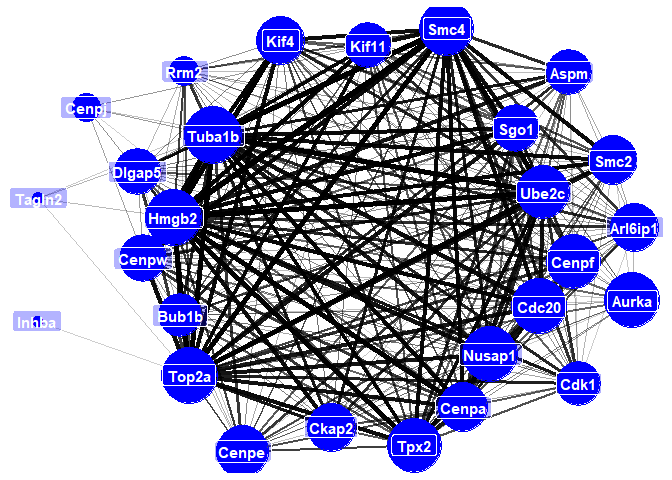 Smc4
Kif4
Kif11
Rrm2
Aspm
Cenpj
Sgo1
Tuba1b
Smc2
Dlgap5
Ube2c
Tagln2
Hmgb2
Arl6ip1
Cenpw
Cenpf
Aurka
Cdc20
Bub1b
Inhba
Nusap1
Top2a
Cdk1
Cenpa
Ckap2
Tpx2
Cenpe